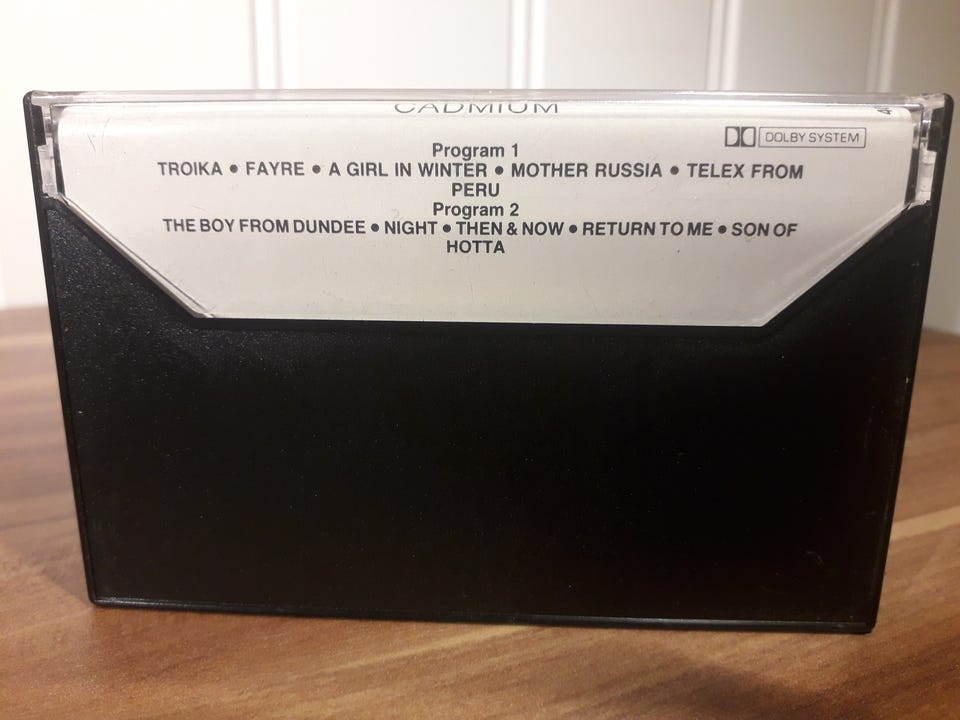 CADMIUM
DOLBY SYSTEM
Program 1
TROIKA • FAYRE • A GIRL IN WINTER • MOTHER RUSSIA • TELEX FROM
PERU
Program 2
THE BOY FROM DUNDEE • NIGHT • THEN & NOW • RETURN TO ME • SON OF
HOTTA